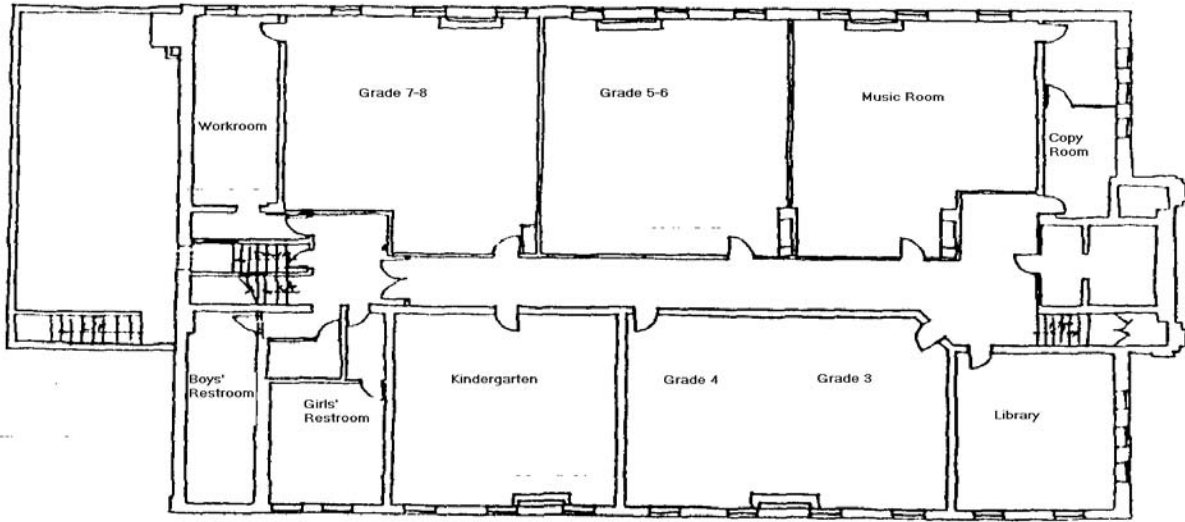 Grade 7-8
Grade 5-6
Music Room
Workroom
Copy
Room
Boys'
Restroom
Girls'
Restroom
Kindergarten
Grade 4
Grade 3
Library